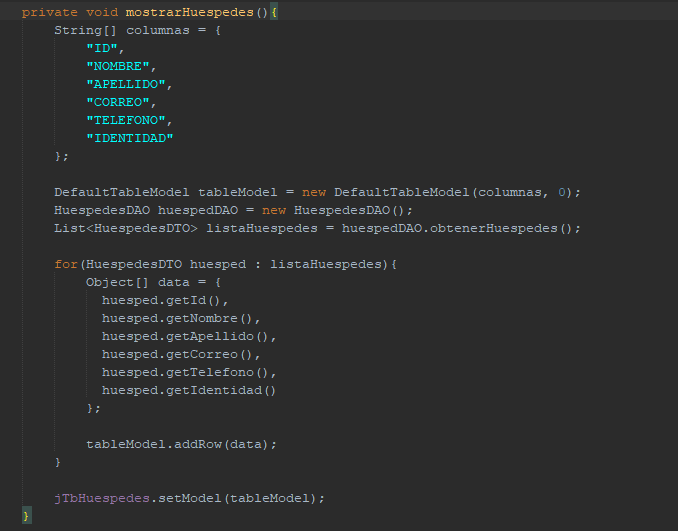 private void mostrarHuespedes(){
    String[] columnas = {
        "ID",
        "NOMBRE",
        "APELLIDO",
        "CORREO",
        "TELEFONO",
        "IDENTIDAD"
    };

    DefaultTableModel tableModel = new DefaultTableModel(columnas, 0);
    HuespedesDAO huespedDAO = new HuespedesDAO();
    List<HuespedesDTO> listaHuespedes = huespedDAO.obtenerHuespedes();

    for(HuespedesDTO huesped : listaHuespedes){
        Object[] data = {
          huesped.getId(),
          huesped.getNombre(),
          huesped.getApellido(),
          huesped.getCorreo(),
          huesped.getTelefono(),
          huesped.getIdentidad()
        };

        tableModel.addRow(data);
    }

    jTbHuespedes.setModel(tableModel);
}